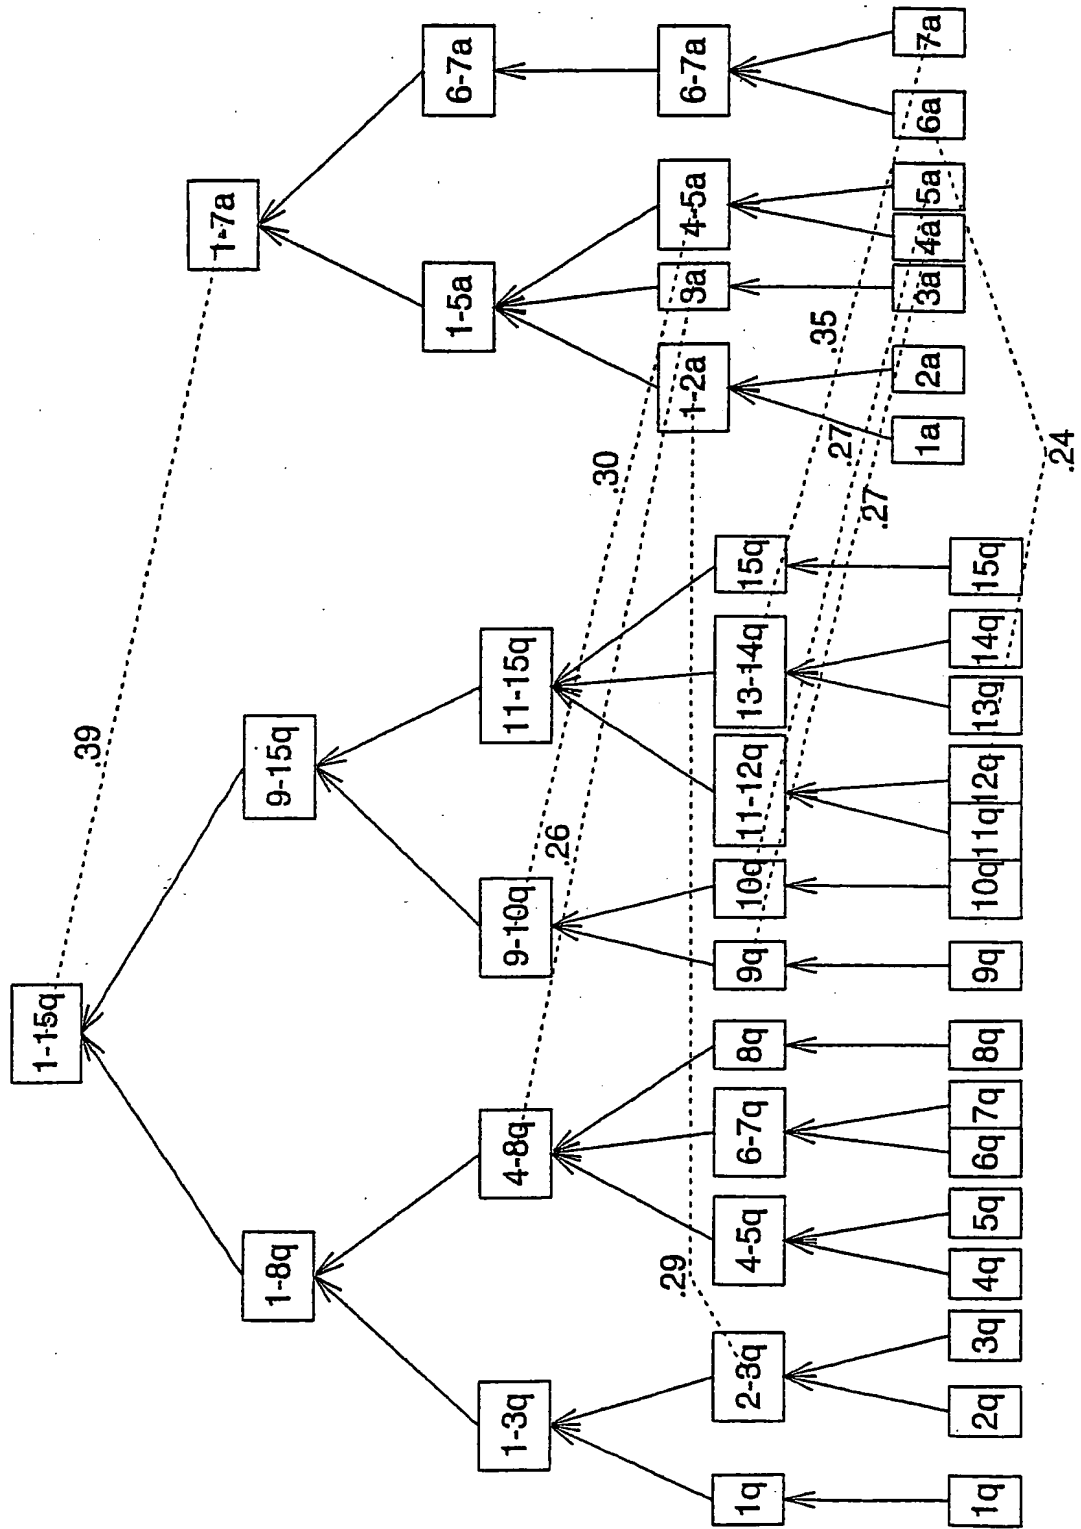 1-15q
1-7a
.39
1-8q
9-15q
1-5a
6-7a
1-3q
4-8q
9-10q
11-15q
.30
.26
1-2a
3a
4-5a
6-7a
.29
1q
2-3q
4-5q
6-7q
8q
9q
10q
11-12q
13-14q
15q
.35
.27
.27
1a
2a
3a
4a
5a
6a
7a
1q
2q
3q
4q
5q
6q
7q
8q
9q
10q
11q
12q
13q
14q
15q
.24